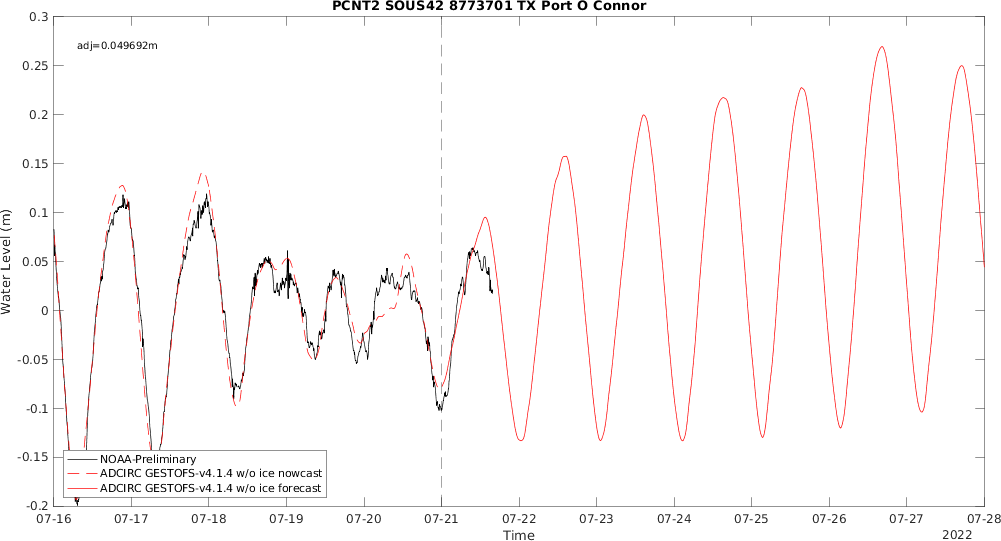 PCNT2 SOUS42 8773701 TX Port O Connor
adj=0.049692m
0.3
0.25
0.2
0.15
0.1
0.05
0
-0.05
-0.1
-0.15
-0.2
Water Level (m)
NOAA-Preliminary
ADCIRC GESTOFS-v4.1.4 w/o ice nowcast
ADCIRC GESTOFS-v4.1.4 w/o ice forecast
07-16 07-17 07-18 07-19 07-20 07-21 07-22 07-23 07-24 07-25 07-26 07-27 07-28
Time
2022